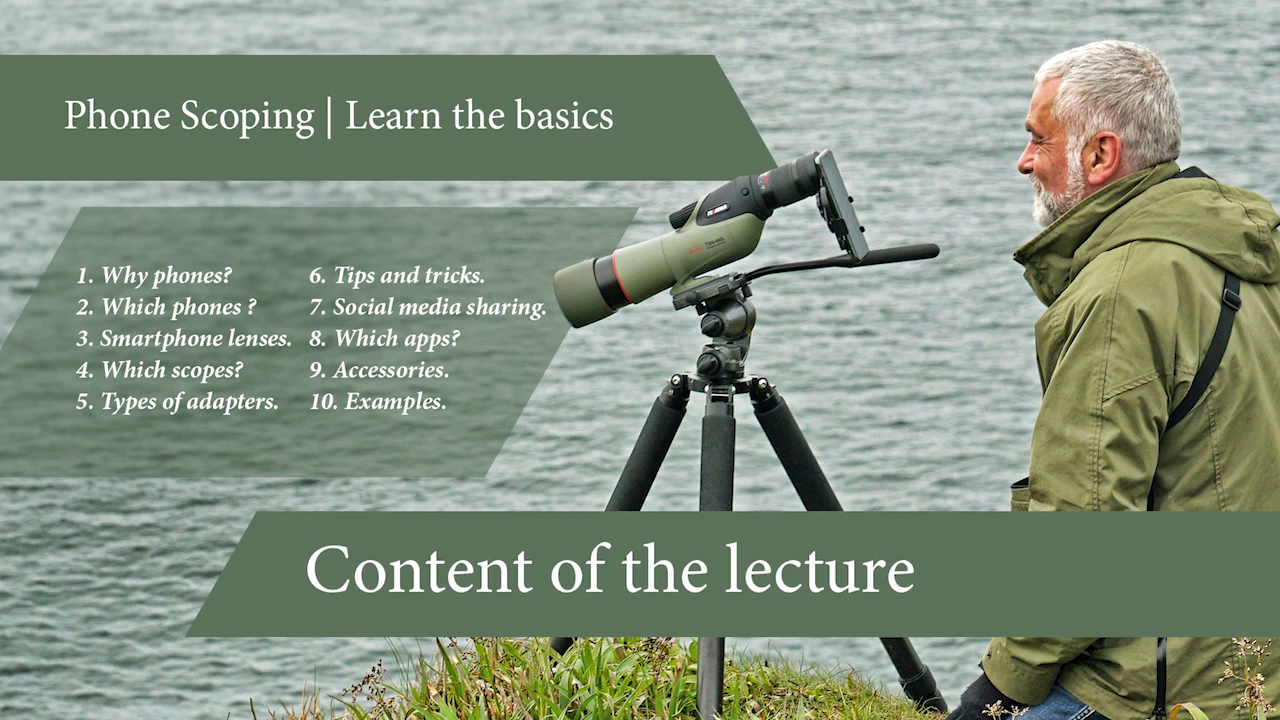 Phone Scoping | Learn the basics
1. Why phones?
2. Which phones ?
3. Smartphone lenses.
4. Which scopes?
5. Types of adapters.
6. Tips and tricks.
7. Social media sharing.
8. Which apps?
9. Accessories.
10. Examples.
Content of the lecture